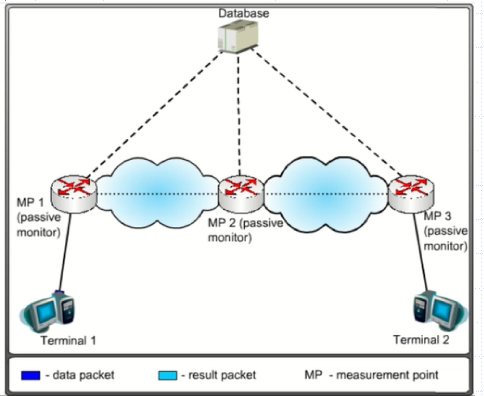 Database
MP 1
(passive
monitor)
MP 2 (passive
monitor)
MP 3
(passive
monitor)
Terminal 1
Terminal 2
- data packet
- result packet
MP - measurement point